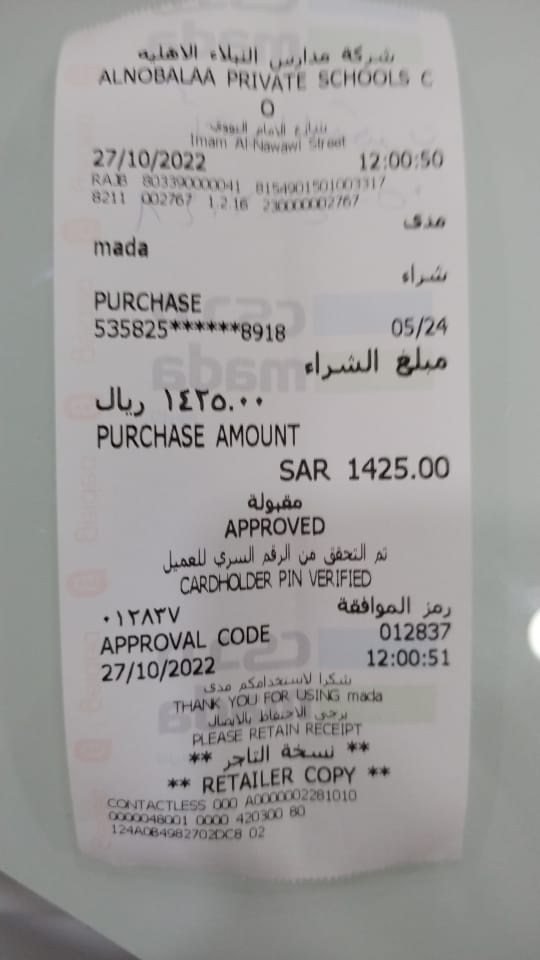 شركة مدارس النبلاء الاهليه
ALNOBALAA PRIVATE SCHOOLS C
O
شارع الامام النووي
Imam Al-Nawawi Street
27/10/2022 12:00:50
RAJB 803390000041 8154901501003317
8211 002767 1.2.16 230000002767
مدى
mada
شراء
PURCHASE
535825******8918 05/24
مبلغ الشراء
١٤٢٥.٠٠ ريال
PURCHASE AMOUNT
SAR 1425.00
مقبولة
APPROVED
تم التحقق من الرقم السري للعميل
CARDHOLDER PIN VERIFIED
رمز الموافقة ٠١٢٨٣٧
APPROVAL CODE 012837
27/10/2022 12:00:51
شكرا لاستخدامكم مدى
THANK YOU FOR USING mada
يرجى الاحتفاظ بالايصال
PLEASE RETAIN RECEIPT
** نسخة التاجر **
** RETAILER COPY **
CONTACTLESS 000 A0000002281010
0000048001 0000 420300 80
124A0B4982702DC8 02